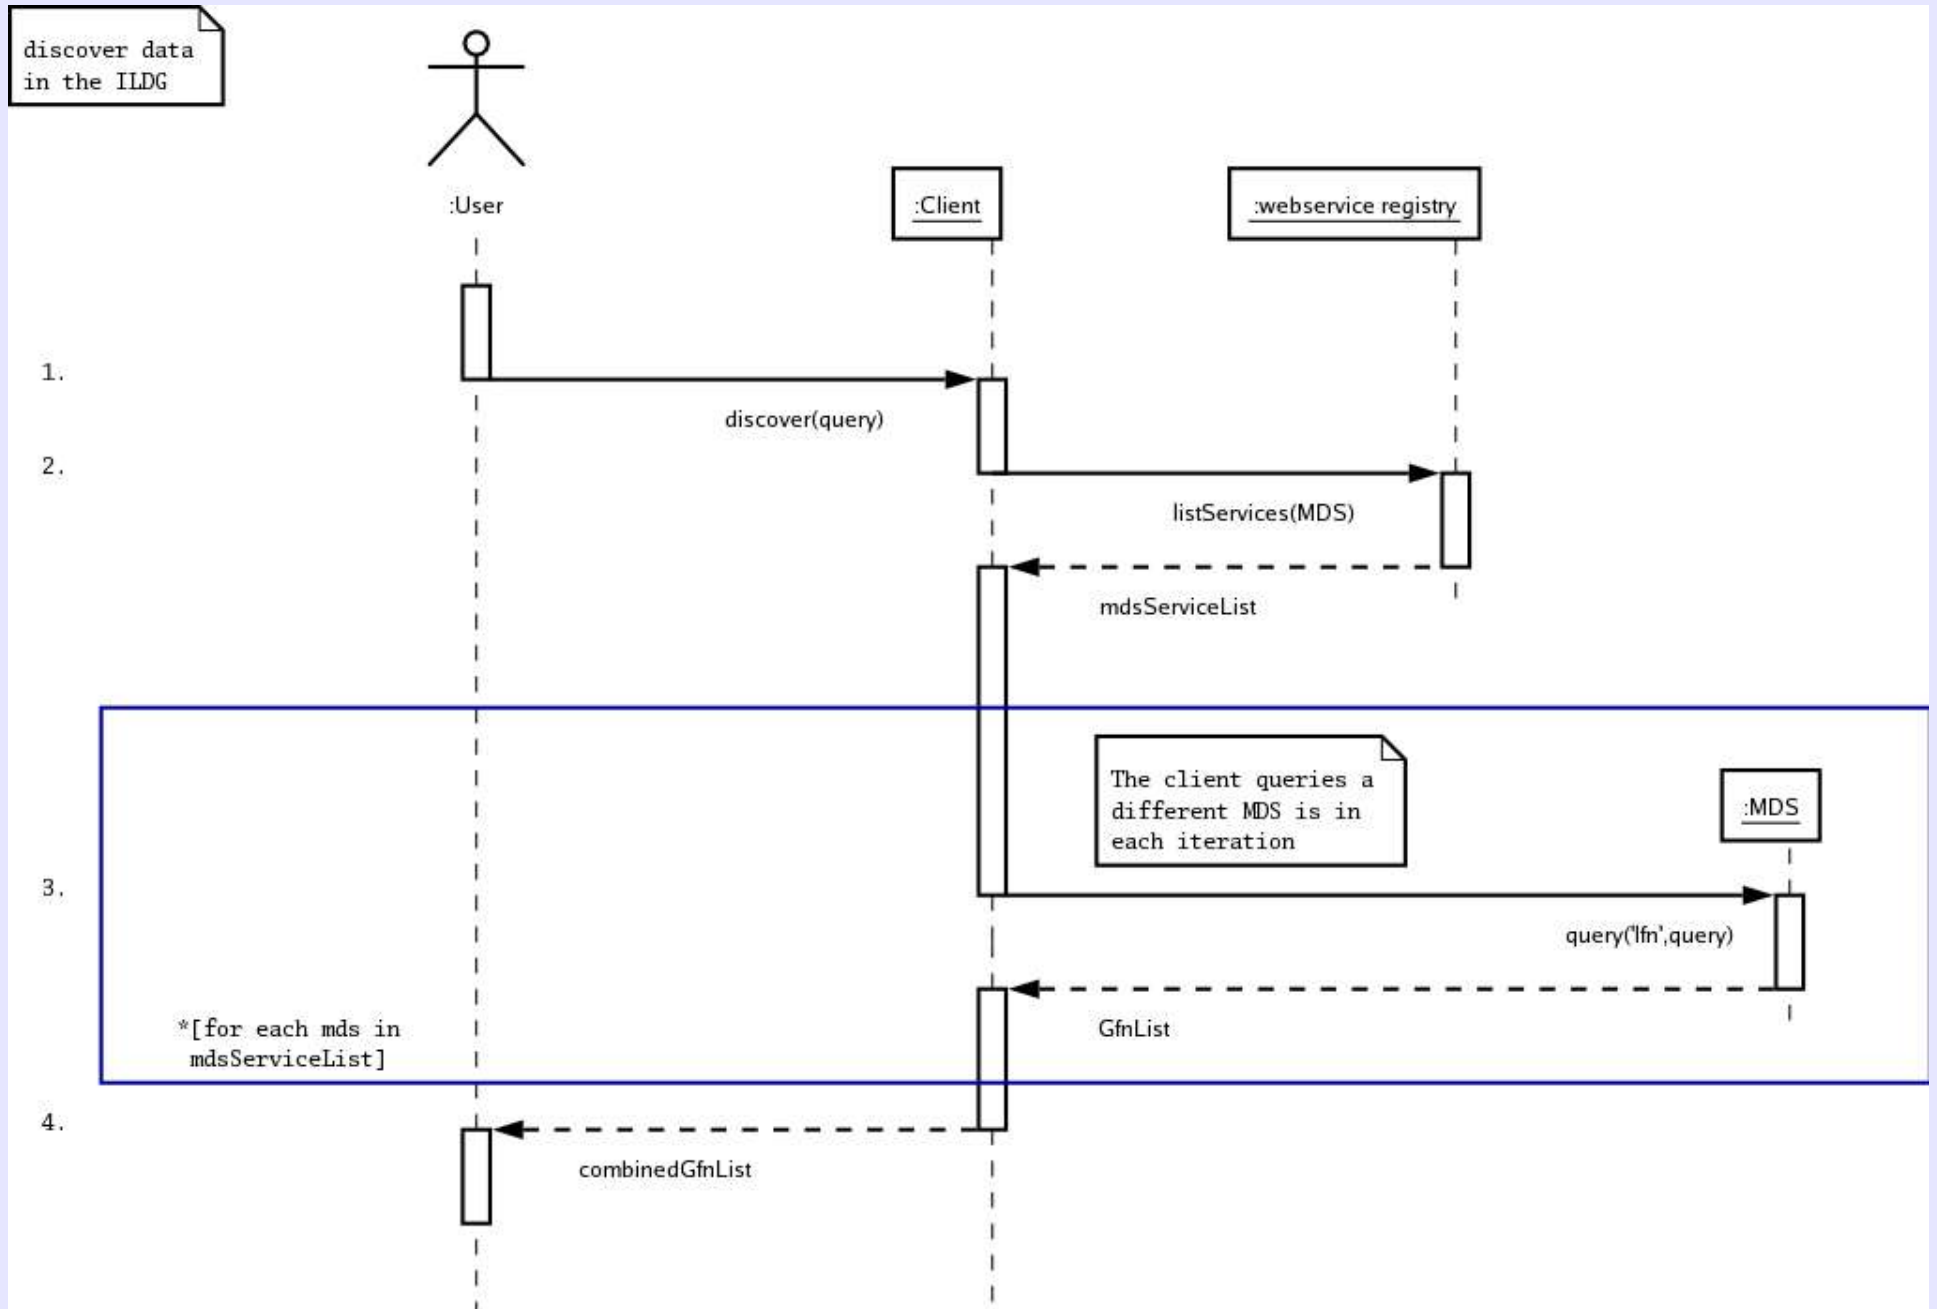 discover data
in the ILDG
:User
:Client
:webservice registry
1.
discover(query)
2.
listServices(MDS)
mdsServiceList
The client queries a
different MDS is in
each iteration
:MDS
3.
query('lfn',query)
GfnList
*[for each mds in
mdsServiceList]
4.
combinedGfnList